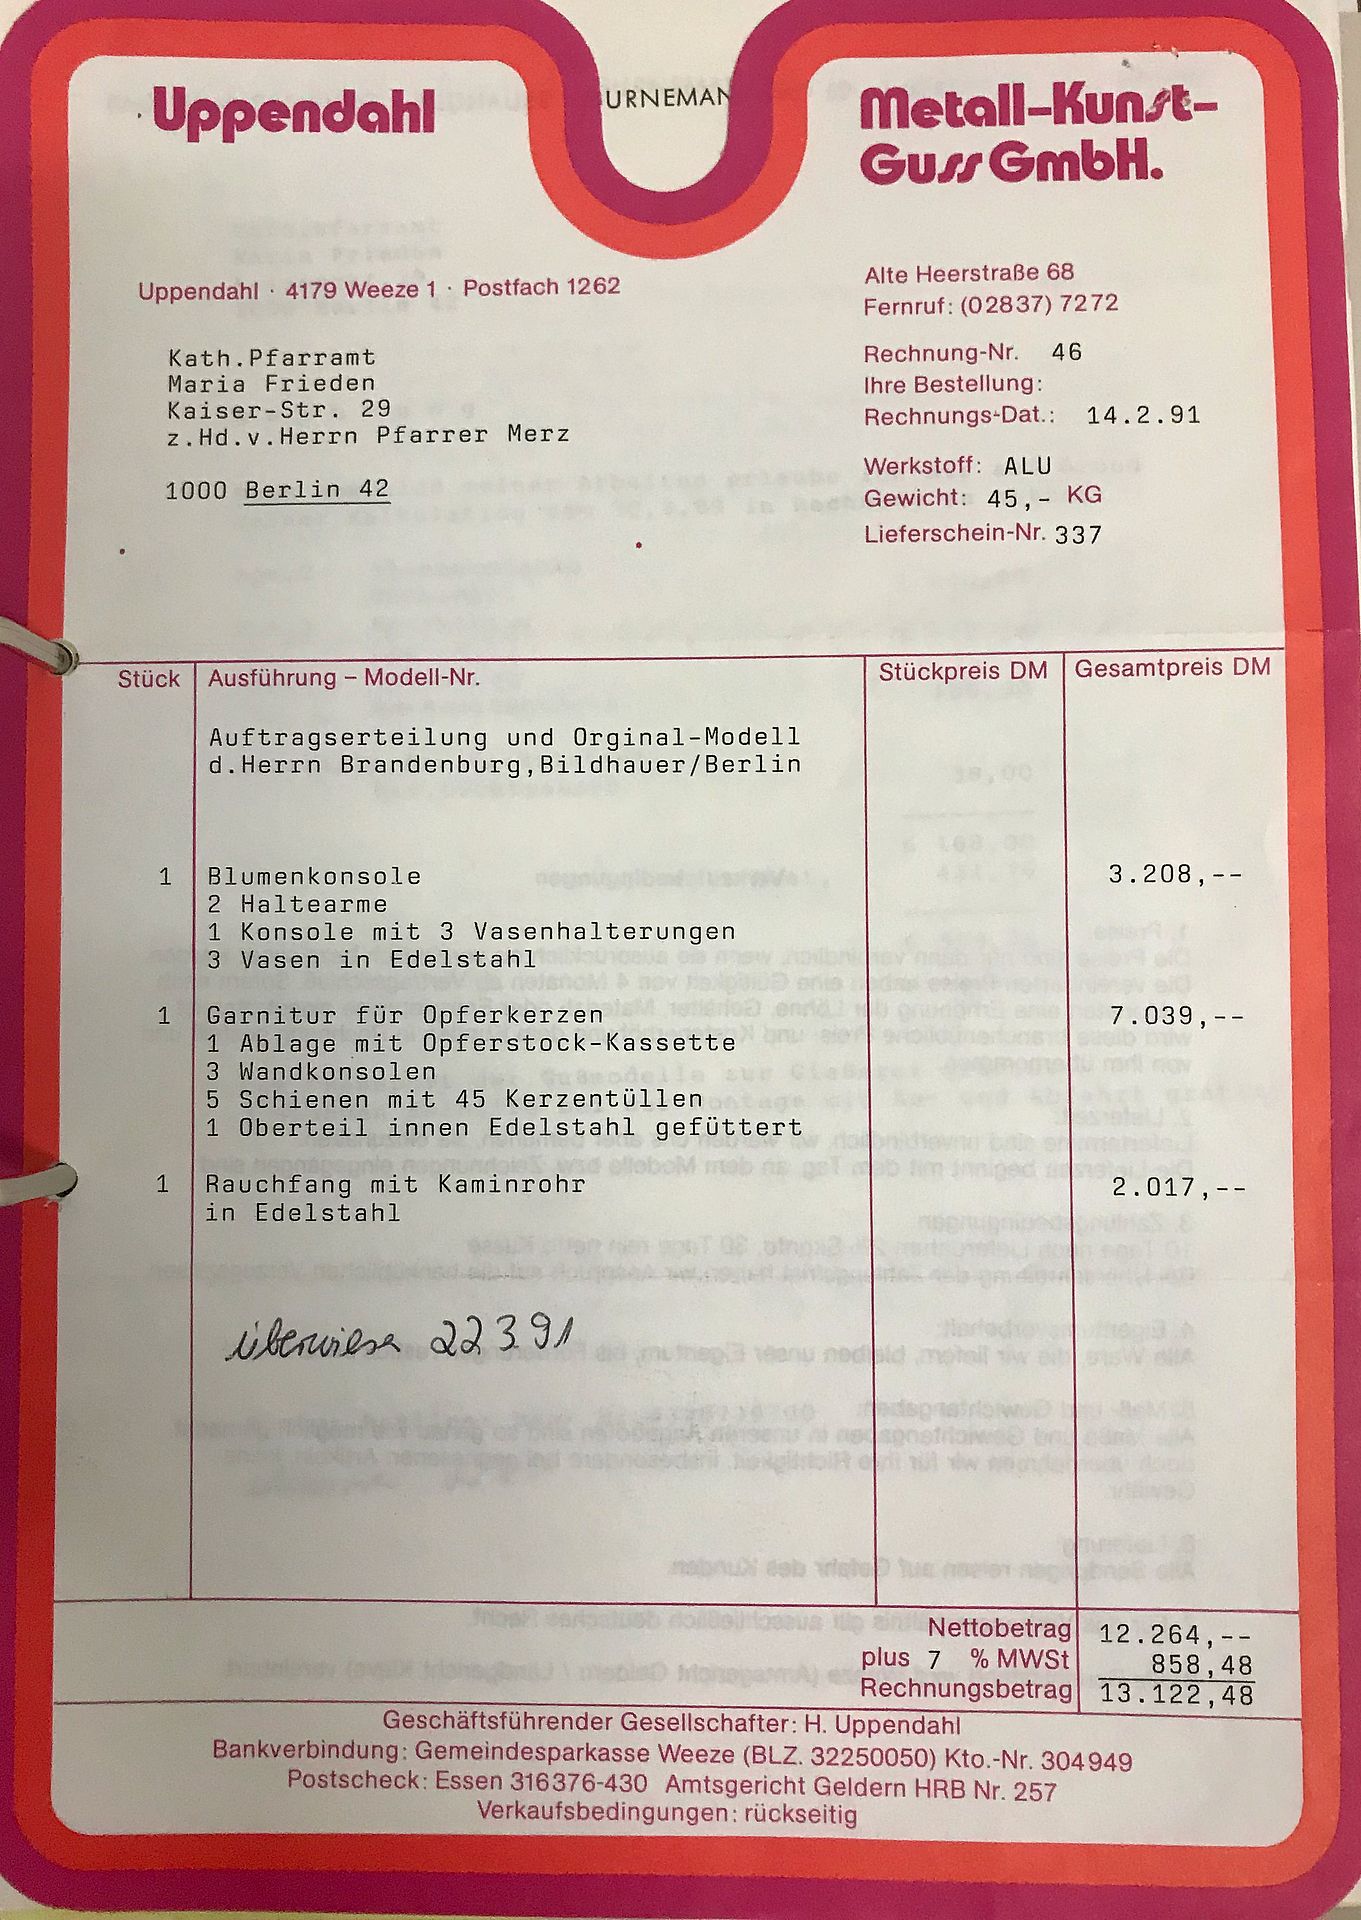 Uppendahl
URNEMAN
Metall-Kunst-
Guss GmbH.
Uppendahl · 4179 Weeze 1 · Postfach 1262
Alte Heerstraße 68
Fernruf: (02837) 7272
Kath.Pfarramt
Maria Frieden
Kaiser-Str. 29
z.Hd.v.Herrn Pfarrer Merz
1000 Berlin 42
Rechnung-Nr. 46
Ihre Bestellung:
Rechnungs-Dat.: 14.2.91
Werkstoff: ALU
Gewicht: 45,- KG
Lieferschein-Nr. 337
Stück Ausführung – Modell-Nr. Stückpreis DM Gesamtpreis DM
Auftragserteilung und Orginal-Modell
d.Herrn Brandenburg,Bildhauer/Berlin
1 Blumenkonsole 3.208,--
2 Haltearme
1 Konsole mit 3 Vasenhalterungen
3 Vasen in Edelstahl
1 Garnitur für Opferkerzen 7.039,--
1 Ablage mit Opferstock-Kassette
3 Wandkonsolen
5 Schienen mit 45 Kerzentüllen
1 Oberteil innen Edelstahl gefüttert
1 Rauchfang mit Kaminrohr 2.017,--
in Edelstahl
überwiesen 22 3 91
Nettobetrag 12.264,--
plus 7 % MWSt 858,48
Rechnungsbetrag 13.122,48
Geschäftsführender Gesellschafter: H. Uppendahl
Bankverbindung: Gemeindesparkasse Weeze (BLZ. 32250050) Kto.-Nr. 304949
Postscheck: Essen 316376-430 Amtsgericht Geldern HRB Nr. 257
Verkaufsbedingungen: rückseitig